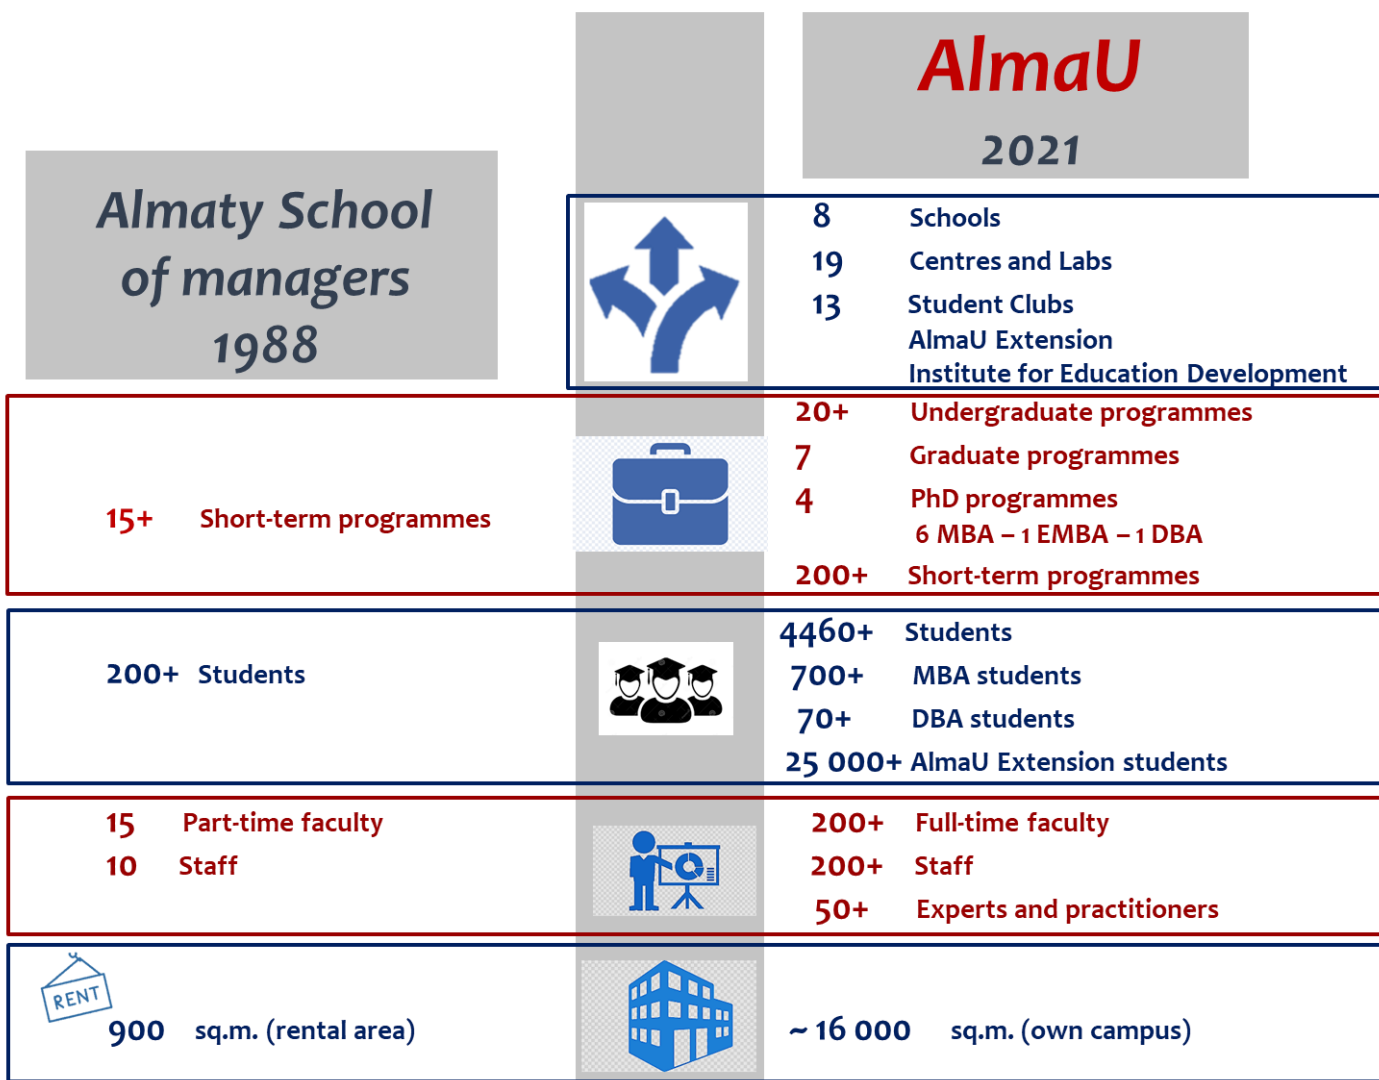 AlmaU
2021
Almaty School
of managers
1988
8 Schools
19 Centres and Labs
13 Student Clubs
AlmaU Extension
Institute for Education Development
15+ Short-term programmes
20+ Undergraduate programmes
7 Graduate programmes
4 PhD programmes
6 MBA – 1 EMBA – 1 DBA
200+ Short-term programmes
200+ Students
4460+ Students
700+ MBA students
70+ DBA students
25 000+ AlmaU Extension students
15 Part-time faculty
10 Staff
200+ Full-time faculty
200+ Staff
50+ Experts and practitioners
RENT
900 sq.m. (rental area)
~ 16 000 sq.m. (own campus)